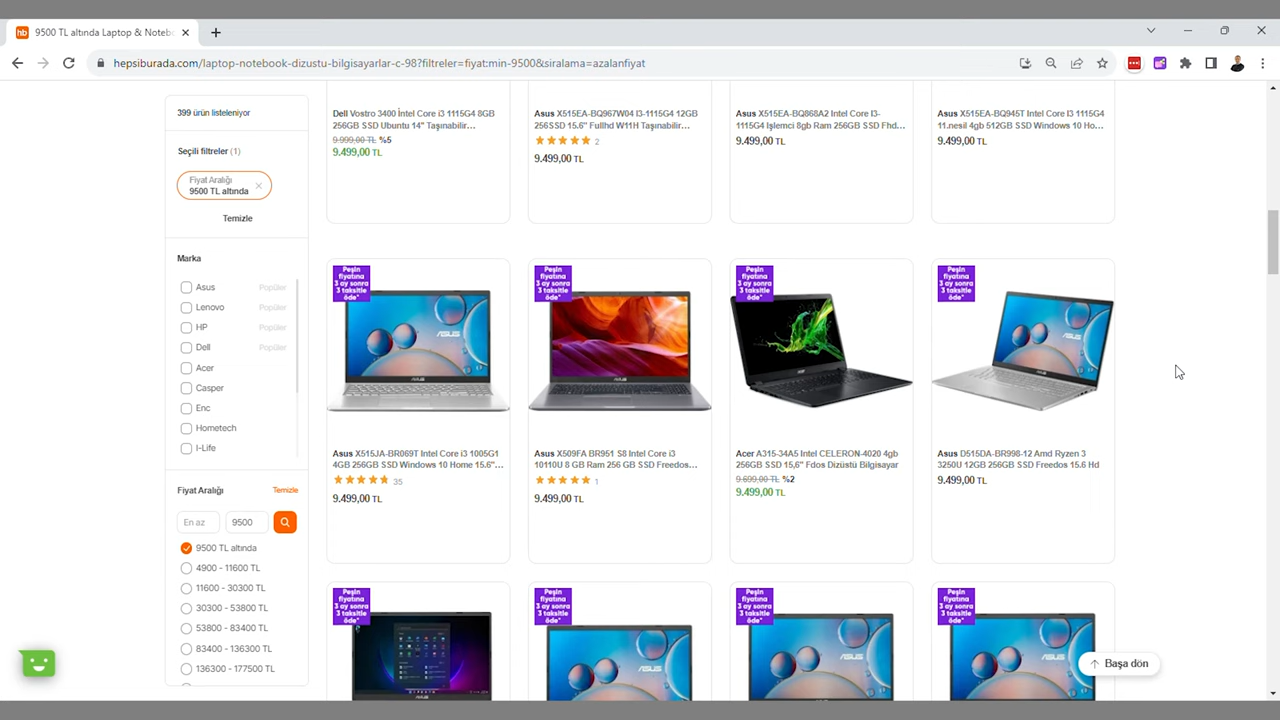 9500 TL altında Laptop & Noteb
hepsiburada.com/laptop-notebook-dizustu-bilgisayarlar-c-98?filtreler=fiyat:min-9500&siralama=azalanfiyat
399 ürün listeleniyor
Seçili filtreler (1)
Fiyat Aralığı
9500 TL altında
Temizle
Marka
Asus Popüler
Lenovo Popüler
HP Popüler
Dell Popüler
Acer
Casper
Enc
Hometech
I-Life
Fiyat Aralığı Temizle
En az 9500
9500 TL altında
4900 - 11600 TL
11600 - 30300 TL
30300 - 53800 TL
53800 - 83400 TL
83400 - 136300 TL
136300 - 177500 TL
Dell Vostro 3400 İntel Core i3 1115G4 8GB
256GB SSD Ubuntu 14" Taşınabilir...
9.999,00 TL %5
9.499,00 TL
Asus X515EA-BQ967W04 I3-1115G4 12GB
256SSD 15.6" Fullhd W11H Taşınabilir...
2
9.499,00 TL
Asus X515EA-BQ868A2 Intel Core I3-
1115G4 Işlemci 8gb Ram 256GB SSD Fhd...
9.499,00 TL
Asus X515EA-BQ945T Intel Core I3 1115G4
11.nesil 4gb 512GB SSD Windows 10 Ho...
9.499,00 TL
Peşin
fiyatına
3 ay sonra
3 taksitle
öde*
ASUS
Asus X515JA-BR069T Intel Core i3 1005G1
4GB 256GB SSD Windows 10 Home 15.6"...
35
9.499,00 TL
Peşin
fiyatına
3 ay sonra
3 taksitle
öde*
Asus X509FA BR951 S8 Intel Core i3
10110U 8 GB Ram 256 GB SSD Freedos...
1
9.499,00 TL
Peşin
fiyatına
3 ay sonra
3 taksitle
öde*
Acer A315-34A5 Intel CELERON-4020 4gb
256GB SSD 15,6" Fdos Dizüstü Bilgisayar
9.699,00 TL %2
9.499,00 TL
Peşin
fiyatına
3 ay sonra
3 taksitle
öde*
ASUS
Asus D515DA-BR998-12 Amd Ryzen 3
3250U 12GB 256GB SSD Freedos 15.6 Hd
9.499,00 TL
Peşin
fiyatına
3 ay sonra
3 taksitle
öde*
Peşin
fiyatına
3 ay sonra
3 taksitle
öde*
ASUS
Peşin
fiyatına
3 ay sonra
3 taksitle
öde*
ASUS
Peşin
fiyatına
3 ay sonra
3 taksitle
öde*
ASUS
Başa dön